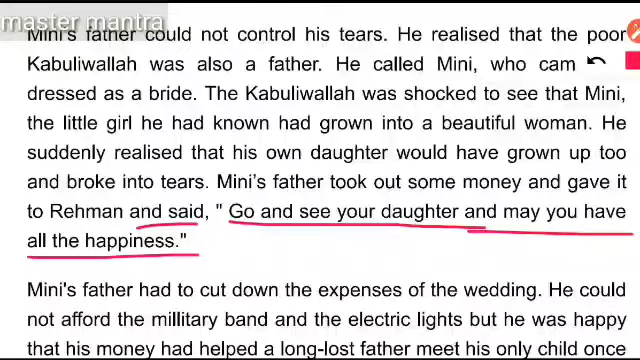 master mantra
Mini's father could not control his tears. He realised that the poor
Kabuliwallah was also a father. He called Mini, who cam
dressed as a bride. The Kabuliwallah was shocked to see that Mini,
the little girl he had known had grown into a beautiful woman. He
suddenly realised that his own daughter would have grown up too
and broke into tears. Mini's father took out some money and gave it
to Rehman and said, " Go and see your daughter and may you have
all the happiness."
Mini's father had to cut down the expenses of the wedding. He could
not afford the millitary band and the electric lights but he was happy
that his money had helped a long-lost father meet his only child once